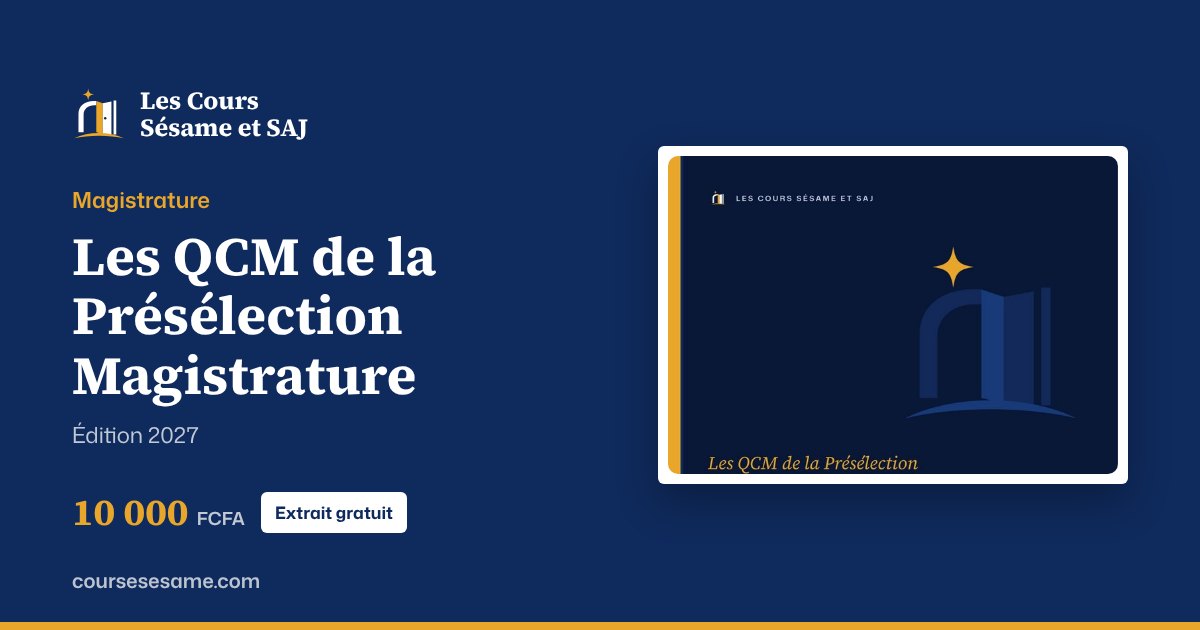 Les Cours
Sésame et SAJ
Magistrature
Les QCM de la
Présélection
Magistrature
Édition 2027
10 000 FCFA
Extrait gratuit
coursesesame.com
LES COURS SÉSAME ET SAJ
Les QCM de la Présélection